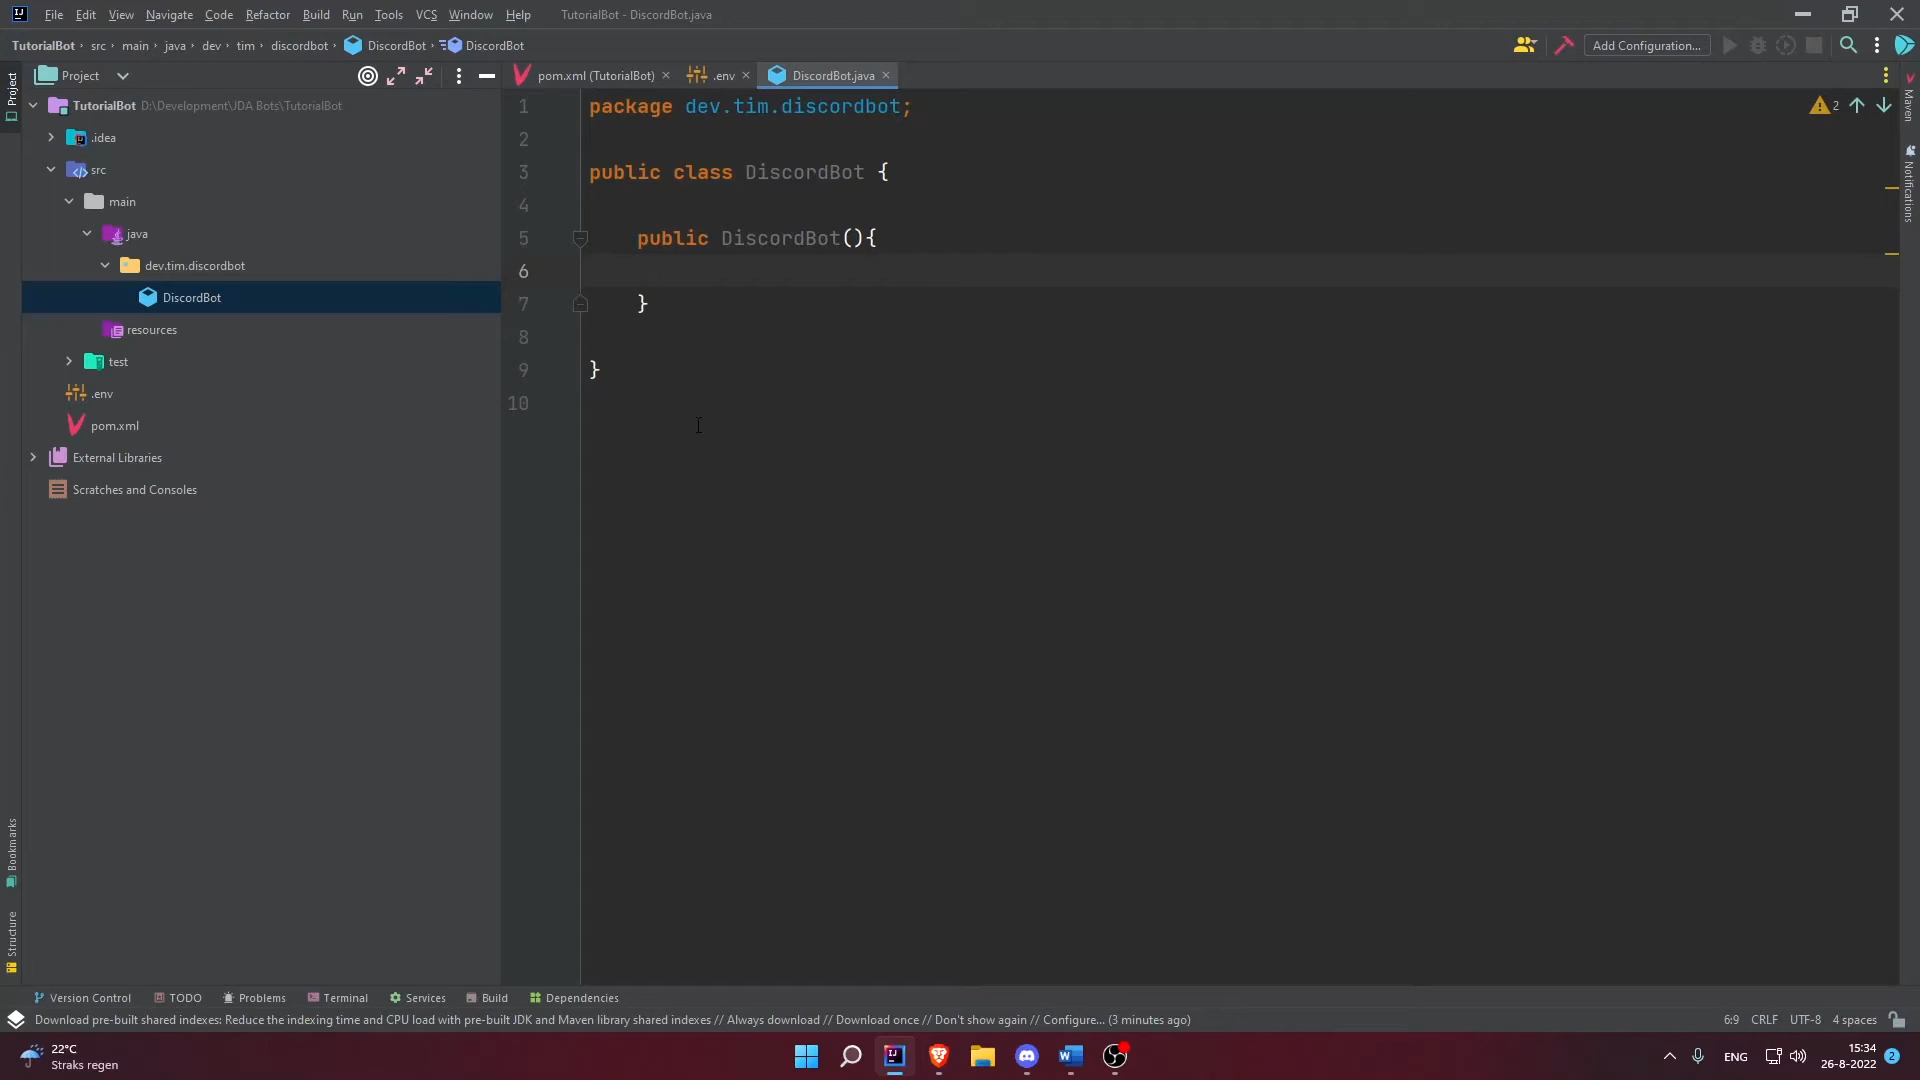 File Edit View Navigate Code Refactor Build Run Tools VCS Window Help TutorialBot - DiscordBot.java
TutorialBot src main java dev tim discordbot DiscordBot DiscordBot Add Configuration...
Project
pom.xml (TutorialBot) .env DiscordBot.java
Project
TutorialBot D:\Development\JDA Bots\TutorialBot
.idea
src
main
java
dev.tim.discordbot
DiscordBot
resources
test
.env
pom.xml
External Libraries
Scratches and Consoles
1 package dev.tim.discordbot;
2
3 public class DiscordBot {
4
5 public DiscordBot(){
6
7 }
8
9 }
10
2
Maven
Notifications
Bookmarks
Structure
Version Control TODO Problems Terminal Services Build Dependencies
Download pre-built shared indexes: Reduce the indexing time and CPU load with pre-built JDK and Maven library shared indexes // Always download // Download once // Don't show again // Configure... (3 minutes ago) 6:9 CRLF UTF-8 4 spaces
22°C
Straks regen
ENG
15:34
26-8-2022
2